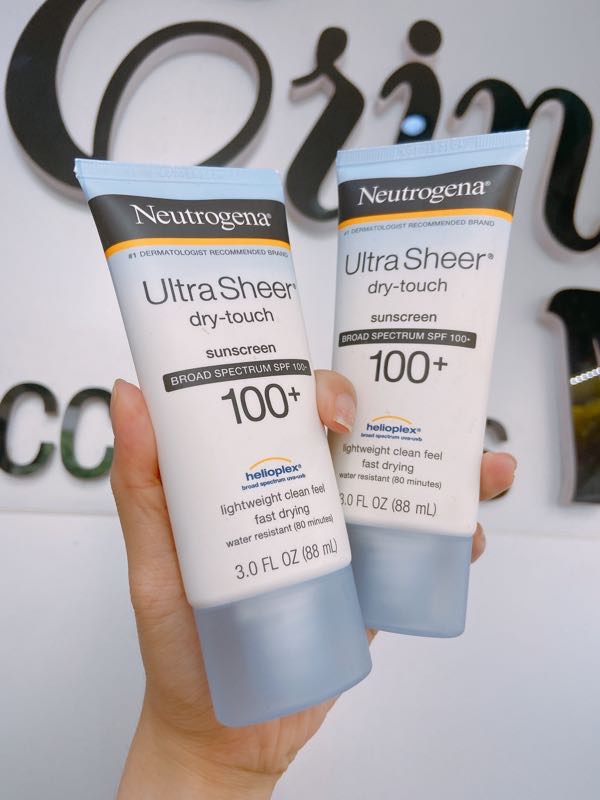 Erin
cc
Neutrogena®
#1 DERMATOLOGIST RECOMMENDED BRAND
Ultra Sheer®
dry-touch
sunscreen
BROAD SPECTRUM SPF 100+
100+
helioplex®
broad spectrum uva•uvb
lightweight clean feel
fast drying
water resistant (80 minutes)
3.0 FL OZ (88 mL)
Neutrogena®
#1 DERMATOLOGIST RECOMMENDED BRAND
Ultra Sheer®
dry-touch
sunscreen
BROAD SPECTRUM SPF 100+
100+
helioplex®
broad spectrum uva•uvb
lightweight clean feel
fast drying
water resistant (80 minutes)
3.0 FL OZ (88 mL)